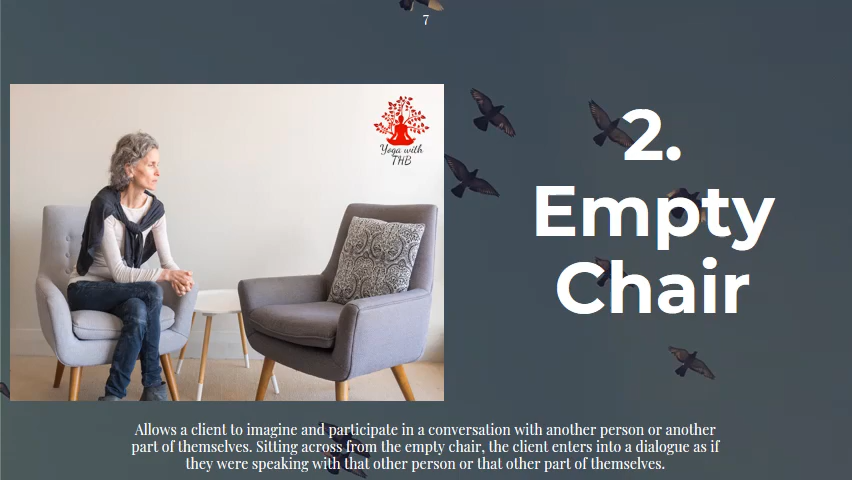 7
Yoga with
THB
2.
Empty
Chair
Allows a client to imagine and participate in a conversation with another person or another
part of themselves. Sitting across from the empty chair, the client enters into a dialogue as if
they were speaking with that other person or that other part of themselves.